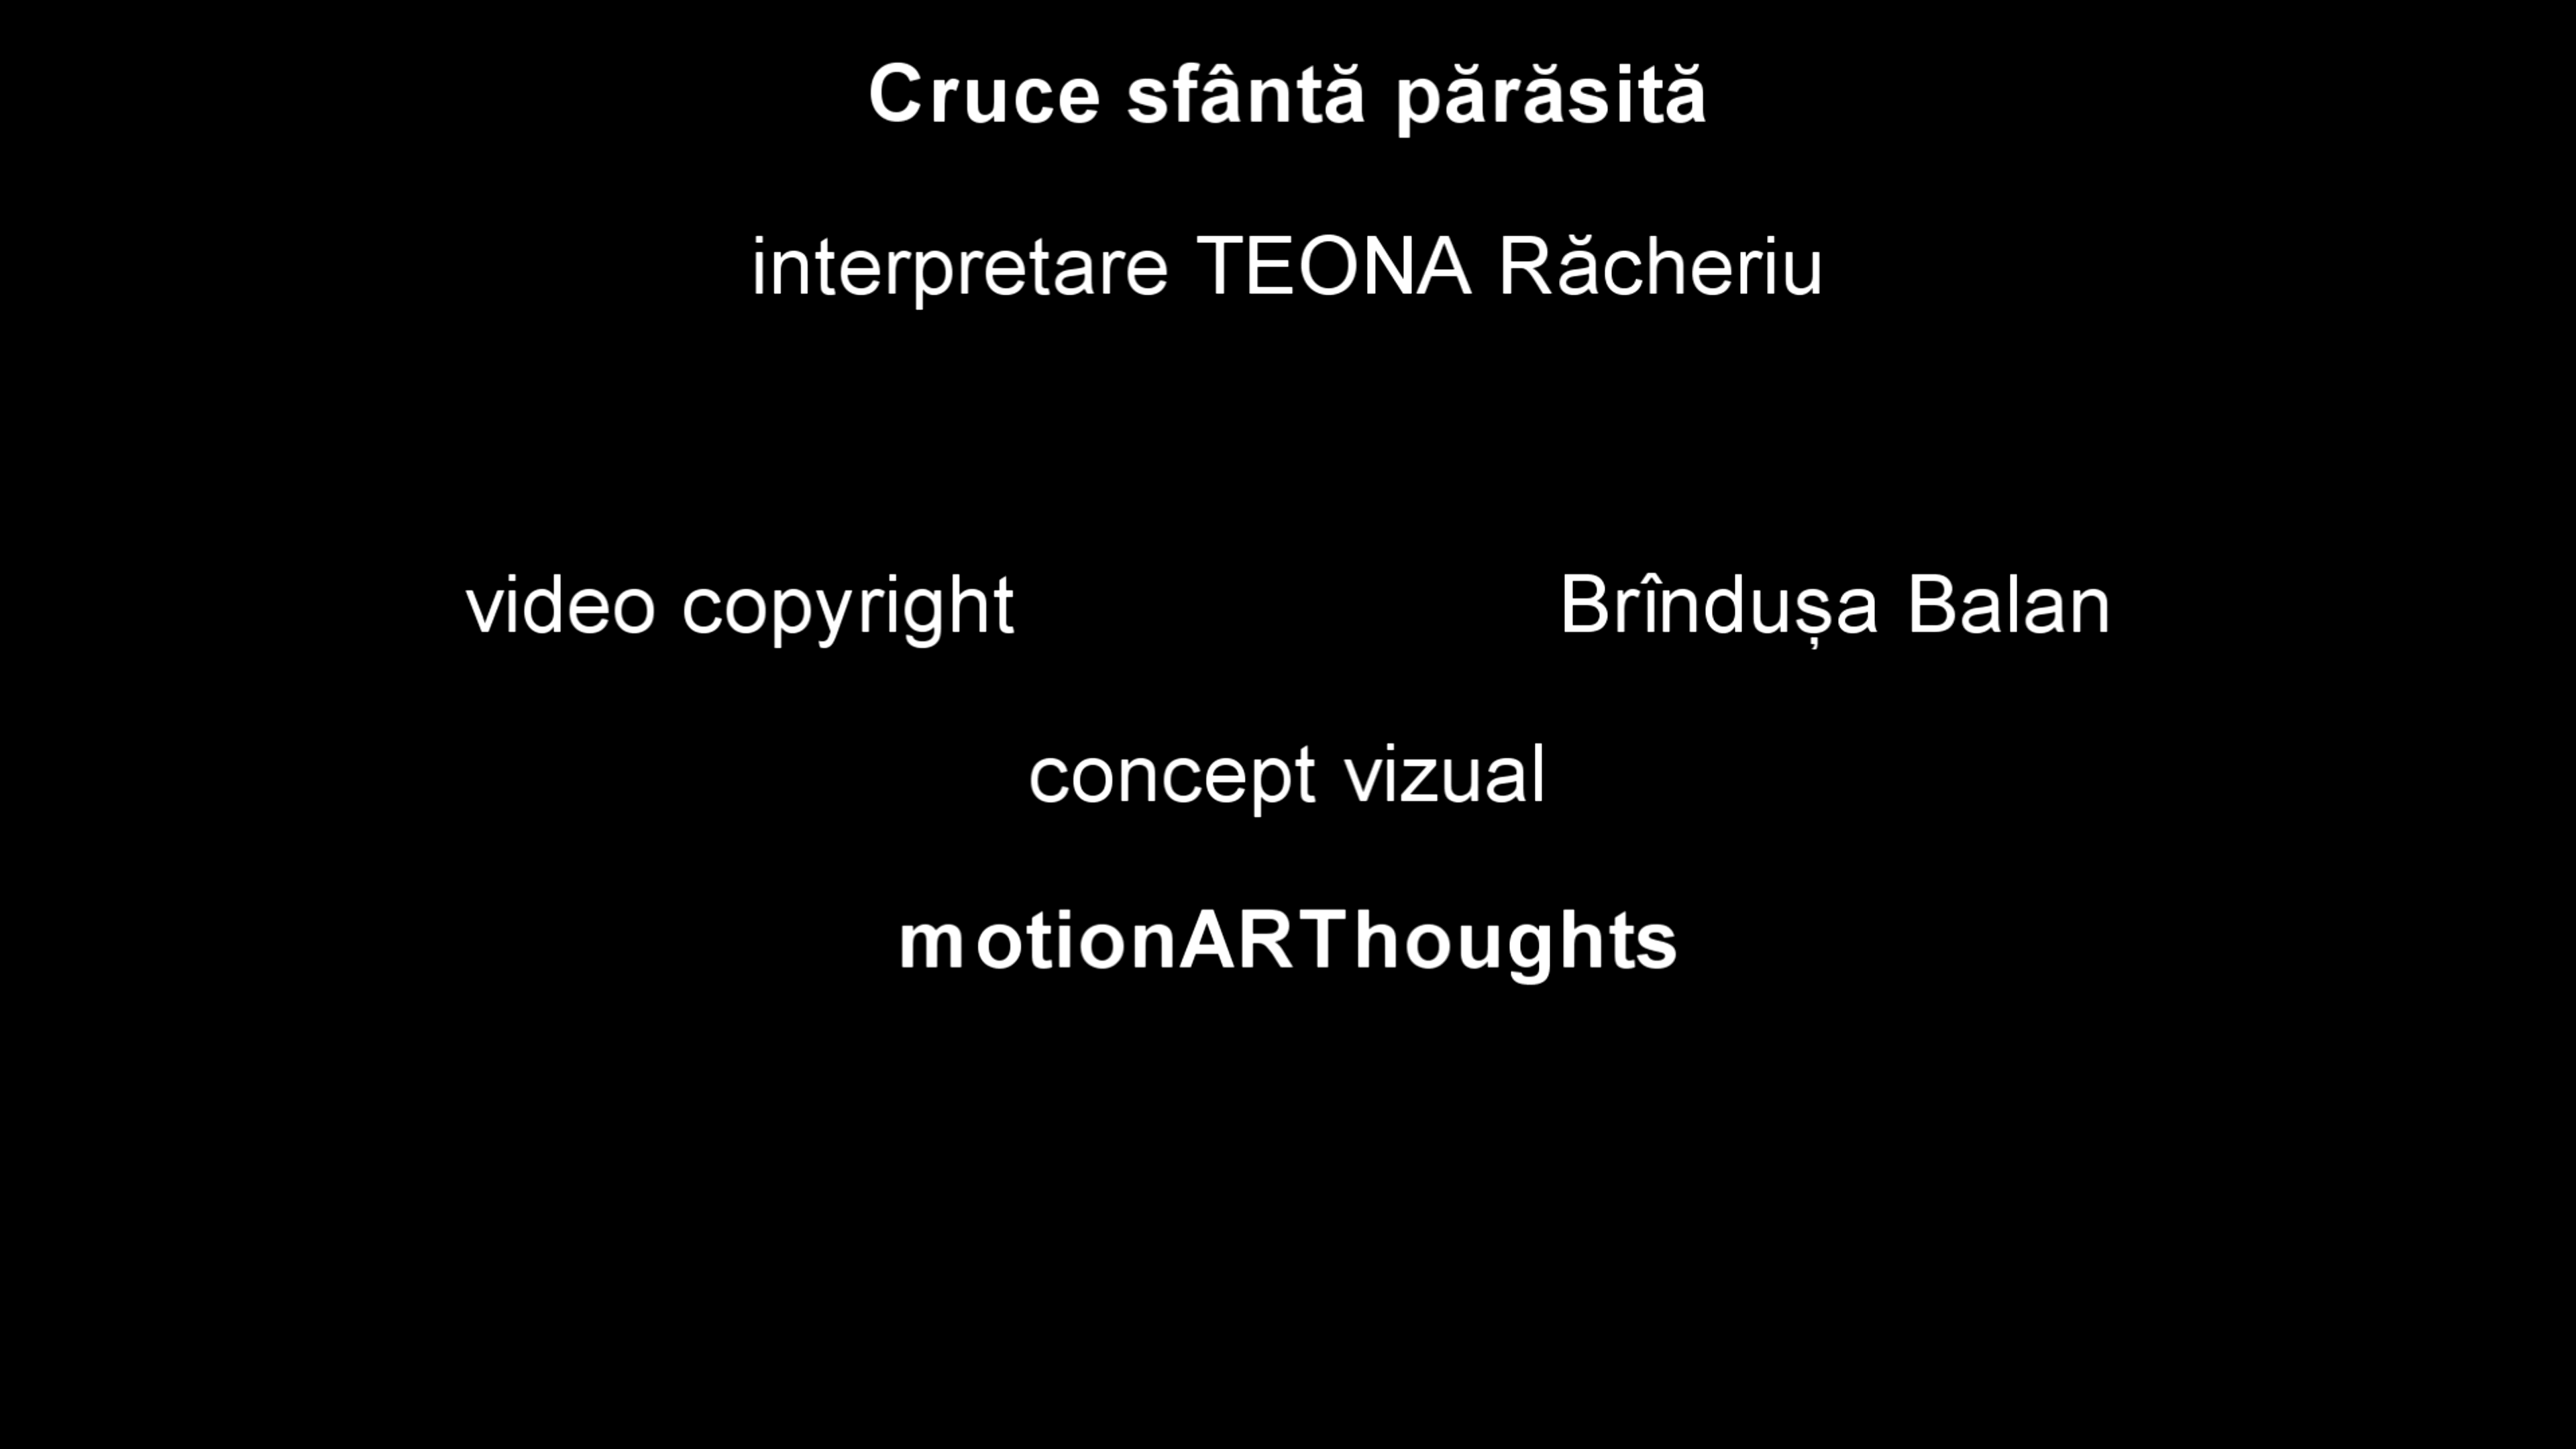 Cruce sfântă părăsită
interpretare TEONA Răcheriu
video copyright Brîndușa Balan
concept vizual
motionARThoughts